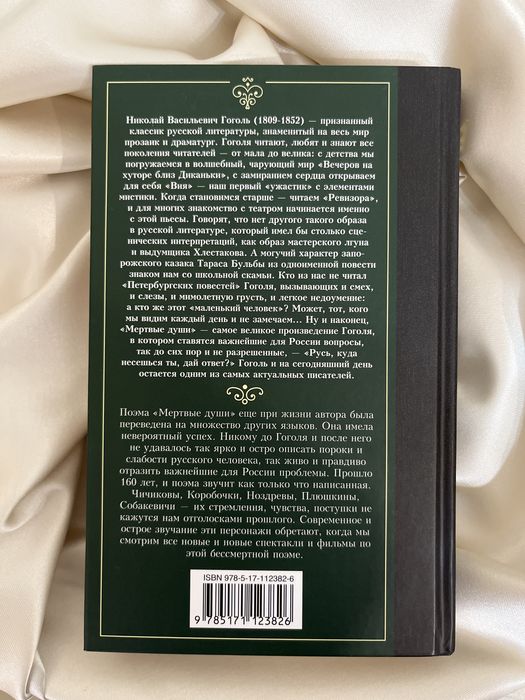 Николай Васильевич Гоголь (1809-1852) — признанный
классик русской литературы, знаменитый на весь мир
прозаик и драматург. Гоголя читают, любят и знают все
поколения читателей — от мала до велика: с детства мы
погружаемся в волшебный, чарующий мир «Вечеров на
хуторе близ Диканьки», с замиранием сердца открываем
для себя «Вия» — наш первый «ужастик» с элементами
мистики. Когда становимся старше — читаем «Ревизора»,
и для многих знакомство с театром начинается именно
с этой пьесы. Говорят, что нет другого такого образа
в русской литературе, который имел бы столько сце-
нических интерпретаций, как образ мастерского лгуна
и выдумщика Хлестакова. А могучий характер запо-
рожского казака Тараса Бульбы из одноименной повести
знаком нам со школьной скамьи. Кто из нас не читал
«Петербургских повестей» Гоголя, вызывающих и смех,
и слезы, и мимолетную грусть, и легкое недоумение:
а кто же этот «маленький человек»? Может, тот, кого
мы видим каждый день и не замечаем... Ну и наконец,
«Мертвые души» — самое великое произведение Гоголя,
в котором ставятся важнейшие для России вопросы,
так до сих пор и не разрешенные, — «Русь, куда
несешься ты, дай ответ?» Гоголь и на сегодняшний день
остается одним из самых актуальных писателей.
Поэма «Мертвые души» еще при жизни автора была
переведена на множество других языков. Она имела
невероятный успех. Никому до Гоголя и после него
не удавалось так ярко и остро описать пороки и
слабости русского человека, так живо и правдиво
отразить важнейшие для России проблемы. Прошло
160 лет, и поэма звучит как только что написанная.
Чичиковы, Коробочки, Ноздревы, Плюшкины,
Собакевичи — их стремления, чувства, поступки не
кажутся нам отголосками прошлого. Современное и
острое звучание эти персонажи обретают, когда мы
смотрим все новые и новые спектакли и фильмы по
этой бессмертной поэме.
ISBN 978-5-17-112382-6
9 785171 123826